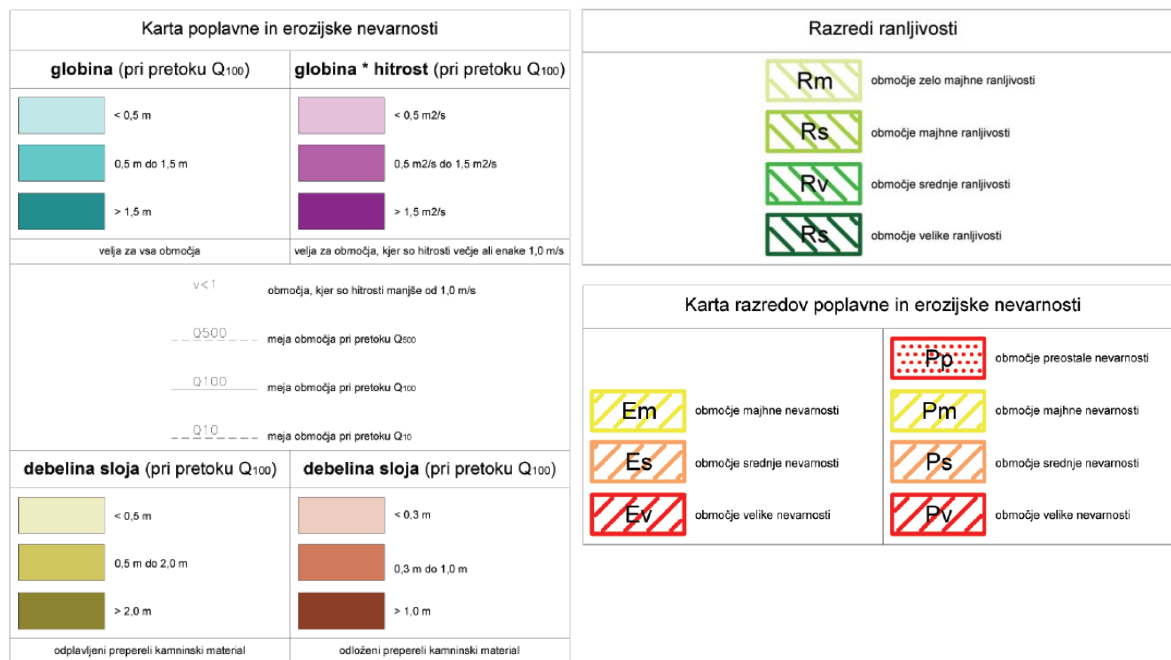 Karta poplavne in erozijske nevarnosti
globina (pri pretoku Q100)
globina * hitrost (pri pretoku Q100)
< 0,5 m
< 0,5 m2/s
0,5 m do 1,5 m
0,5 m2/s do 1,5 m2/s
> 1,5 m
> 1,5 m2/s
velja za vsa območja
velja za območja, kjer so hitrosti večje ali enake 1,0 m/s
v<1
območja, kjer so hitrosti manjše od 1,0 m/s
Q500
meja območja pri pretoku Q500
Q100
meja območja pri pretoku Q100
Q10
meja območja pri pretoku Q10
debelina sloja (pri pretoku Q100)
debelina sloja (pri pretoku Q100)
< 0,5 m
< 0,3 m
0,5 m do 2,0 m
0,3 m do 1,0 m
> 2,0 m
> 1,0 m
odplavljeni prepereli kamninski material
odloženi prepereli kamninski material
Razredi ranljivosti
Rm
območje zelo majhne ranljivosti
Rs
območje majhne ranljivosti
Rv
območje srednje ranljivosti
Rs
območje velike ranljivosti
Karta razredov poplavne in erozijske nevarnosti
Pp
območje preostale nevarnosti
Em
območje majhne nevarnosti
Pm
območje majhne nevarnosti
Es
območje srednje nevarnosti
Ps
območje srednje nevarnosti
Ev
območje velike nevarnosti
Pv
območje velike nevarnosti